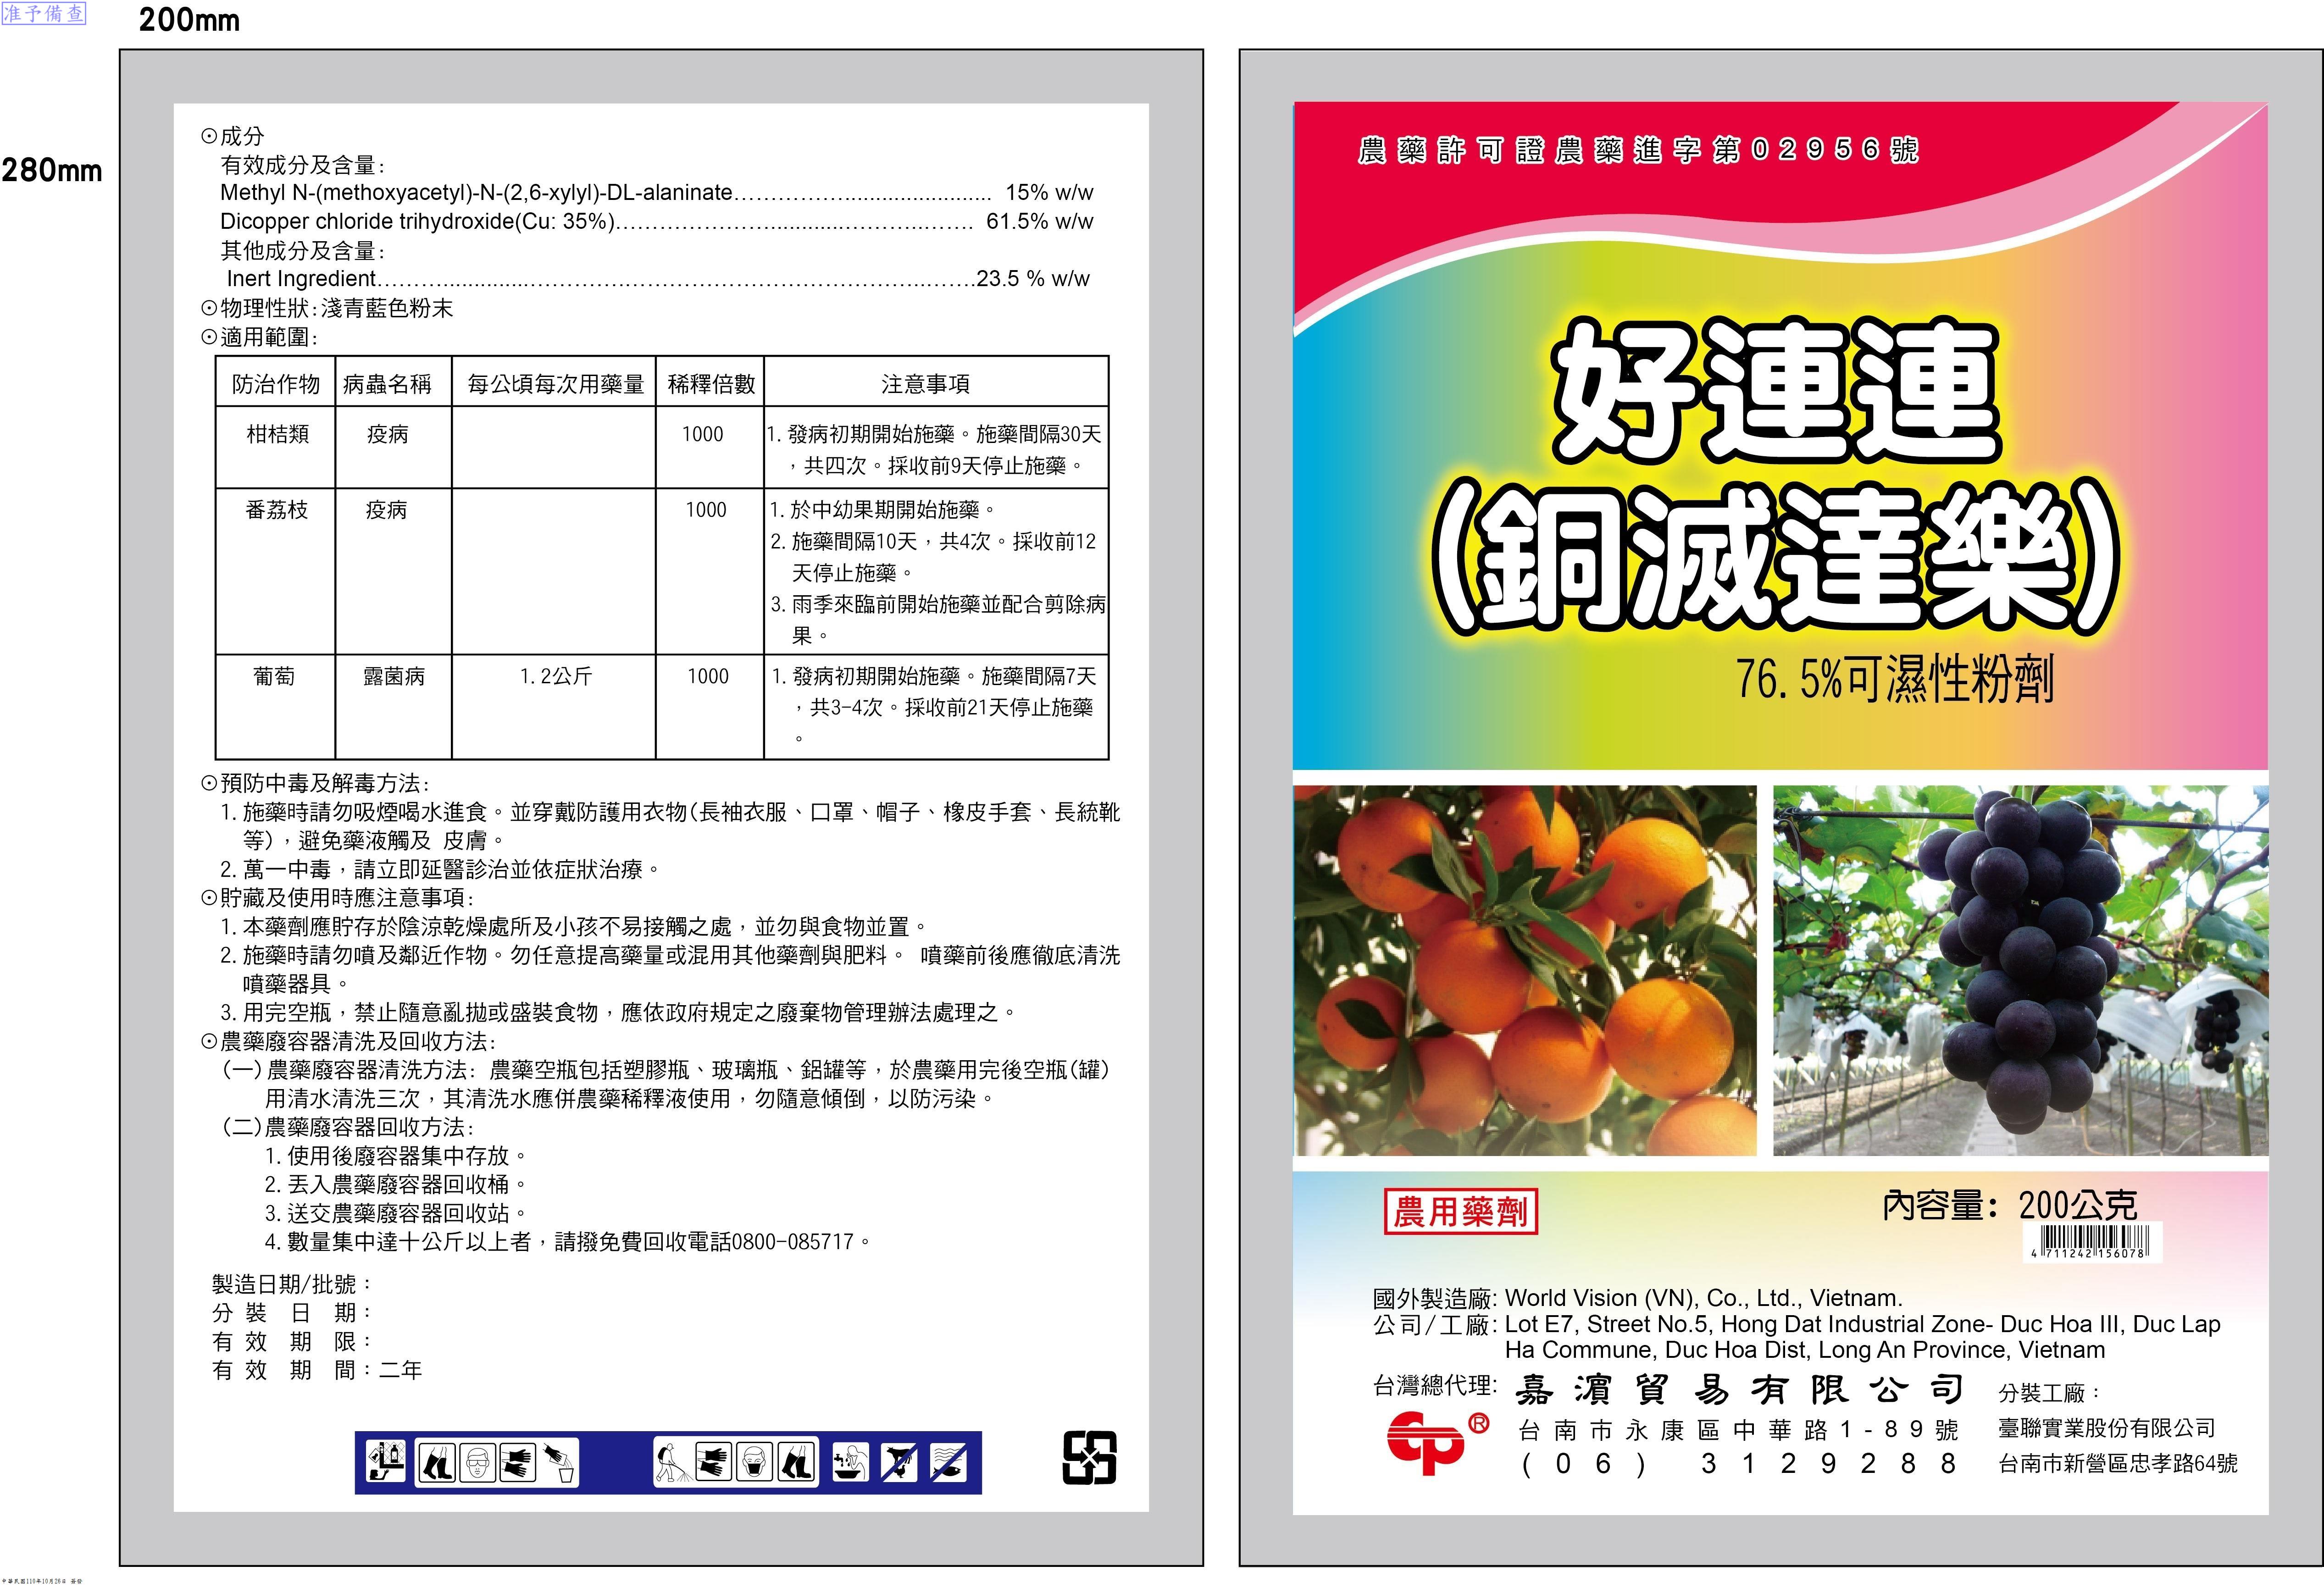 准予備查
200mm
280mm
⊙成分
有效成分及含量:
Methyl N-(methoxyacetyl)-N-(2,6-xylyl)-DL-alaninate........................................ 15% w/w
Dicopper chloride trihydroxide(Cu: 35%)........................................ 61.5% w/w
其他成分及含量:
Inert Ingredient........................................23.5 % w/w
⊙物理性狀:淺青藍色粉末
⊙適用範圍:
防治作物 病蟲名稱 每公頃每次用藥量 稀釋倍數 注意事項
柑桔類 疫病 1000 1.發病初期開始施藥。施藥間隔30天
，共四次。採收前9天停止施藥。
番荔枝 疫病 1000 1.於中幼果期開始施藥。
2.施藥間隔10天，共4次。採收前12
天停止施藥。
3.雨季來臨前開始施藥並配合剪除病
果。
葡萄 露菌病 1.2公斤 1000 1.發病初期開始施藥。施藥間隔7天
，共3-4次。採收前21天停止施藥
。
⊙預防中毒及解毒方法:
1.施藥時請勿吸煙喝水進食。並穿戴防護用衣物(長袖衣服、口罩、帽子、橡皮手套、長統靴
等)，避免藥液觸及 皮膚。
2.萬一中毒，請立即延醫診治並依症狀治療。
⊙貯藏及使用時應注意事項:
1.本藥劑應貯存於陰涼乾燥處所及小孩不易接觸之處，並勿與食物並置。
2.施藥時請勿噴及鄰近作物。勿任意提高藥量或混用其他藥劑與肥料。 噴藥前後應徹底清洗
噴藥器具。
3.用完空瓶，禁止隨意亂拋或盛裝食物，應依政府規定之廢棄物管理辦法處理之。
⊙農藥廢容器清洗及回收方法:
(一)農藥廢容器清洗方法: 農藥空瓶包括塑膠瓶、玻璃瓶、鋁罐等，於農藥用完後空瓶(罐)
用清水清洗三次，其清洗水應併農藥稀釋液使用，勿隨意傾倒，以防污染。
(二)農藥廢容器回收方法:
1.使用後廢容器集中存放。
2.丟入農藥廢容器回收桶。
3.送交農藥廢容器回收站。
4.數量集中達十公斤以上者，請撥免費回收電話0800-085717。
製造日期/批號：
分裝日期：
有效期限：
有效期間：二年
中華民國110年10月26日 簽發
農藥許可證農藥進字第02956號
好連連
(銅滅達樂)
76.5%可濕性粉劑
農用藥劑
內容量: 200公克
4 711242 156078
國外製造廠: World Vision (VN), Co., Ltd., Vietnam.
公司/工廠: Lot E7, Street No.5, Hong Dat Industrial Zone- Duc Hoa III, Duc Lap
Ha Commune, Duc Hoa Dist, Long An Province, Vietnam
台灣總代理: 嘉濱貿易有限公司
CP®
台南市永康區中華路1-89號
(06) 3129288
分裝工廠：
臺聯實業股份有限公司
台南市新營區忠孝路64號